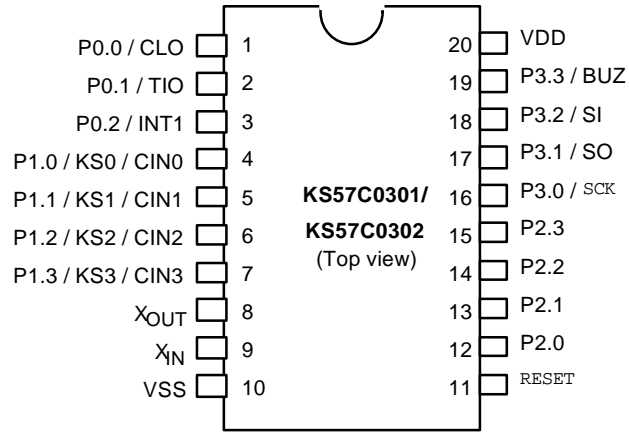 P0.0 / CLO 1
P0.1 / TIO 2
P0.2 / INT1 3
P1.0 / KS0 / CIN0 4
P1.1 / KS1 / CIN1 5
P1.2 / KS2 / CIN2 6
P1.3 / KS3 / CIN3 7
XOUT 8
XIN 9
VSS 10
KS57C0301/
KS57C0302
(Top view)
20 VDD
19 P3.3 / BUZ
18 P3.2 / SI
17 P3.1 / SO
16 P3.0 / SCK
15 P2.3
14 P2.2
13 P2.1
12 P2.0
11 RESET